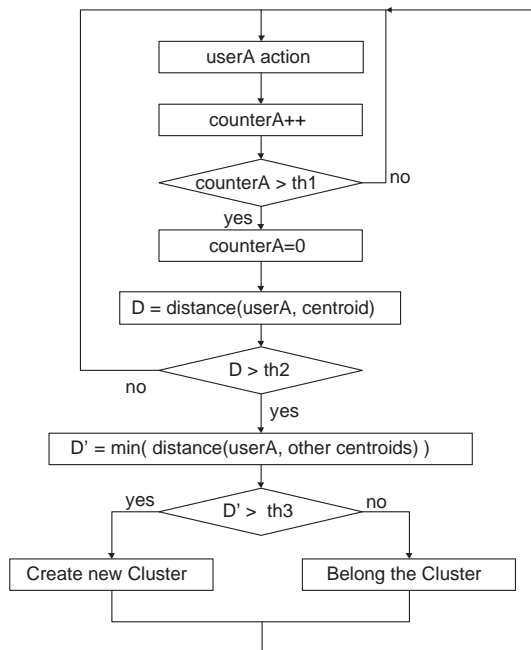 userA action
counterA++
counterA > th1
no
yes
counterA=0
D = distance(userA, centroid)
D > th2
no
yes
D’ = min( distance(userA, other centroids) )
yes
D’ > th3
no
Create new Cluster
Belong the Cluster